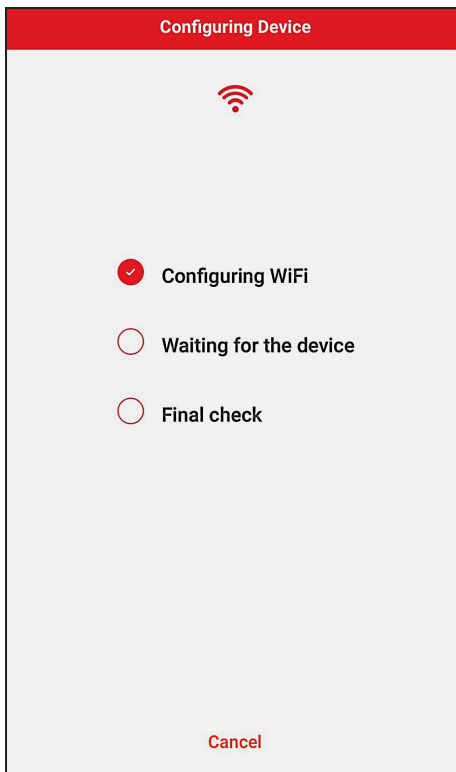 Configuring Device
Configuring WiFi
Waiting for the device
Final check
Cancel